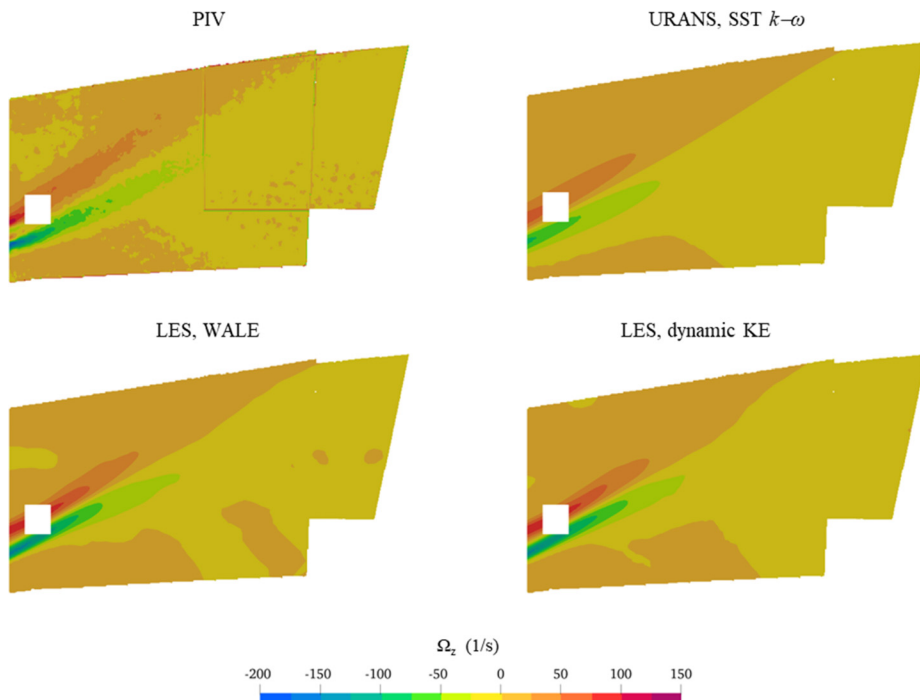 PIV
URANS, SST k−ω
LES, WALE
LES, dynamic KE
Ωz (1/s)
-200 -150 -100 -50 0 50 100 150